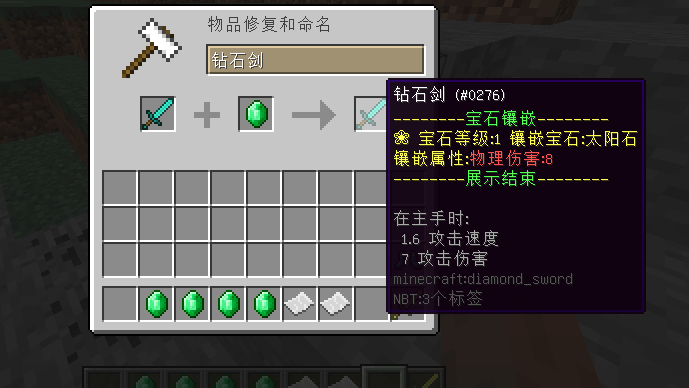 物品修复和命名
钻石剑
钻石剑 (#0276)
--------宝石镶嵌--------
❀ 宝石等级:1 镶嵌宝石:太阳石
镶嵌属性:物理伤害:8
--------展示结束--------
在主手时:
1.6 攻击速度
7 攻击伤害
minecraft:diamond_sword
NBT:3个标签